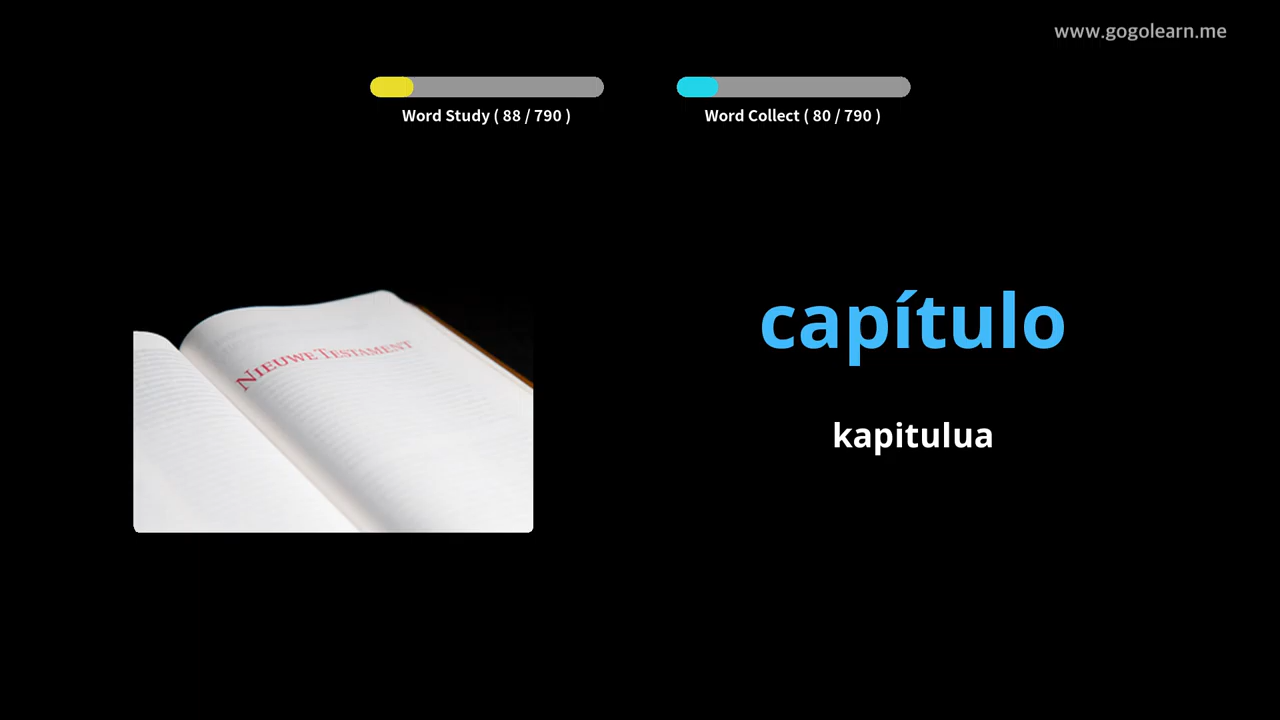 www.gogolearn.me
Word Study ( 88 / 790 )
Word Collect ( 80 / 790 )
NIEUWE TESTAMENT
capítulo
kapitulua